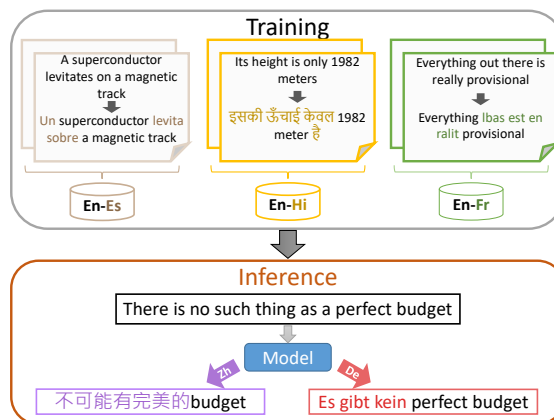 Training
A superconductor
levitates on a magnetic
track
Un superconductor levita
sobre a magnetic track
En-Es
Its height is only 1982
meters
इसकी ऊँचाई केवल 1982
meter है
En-Hi
Everything out there is
really provisional
Everything lbas est en
ralit provisional
En-Fr
Inference
There is no such thing as a perfect budget
Model
Zh
De
不可能有完美的budget
Es gibt kein perfect budget